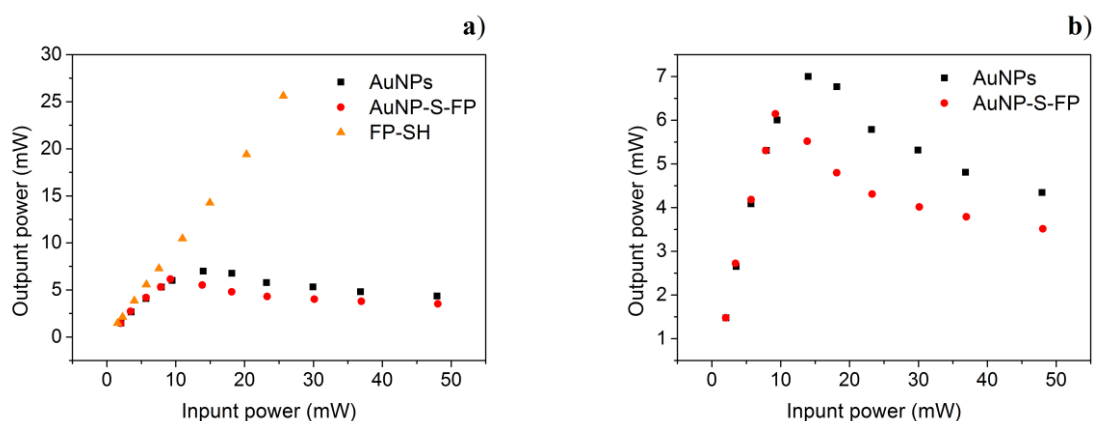 a)
30
25
20
15
10
5
0
Outpunt power (mW)
AuNPs
AuNP-S-FP
FP-SH
0 10 20 30 40 50
Inpunt power (mW)
b)
7
6
5
4
3
2
1
Outpunt power (mW)
AuNPs
AuNP-S-FP
0 10 20 30 40 50
Inpunt power (mW)